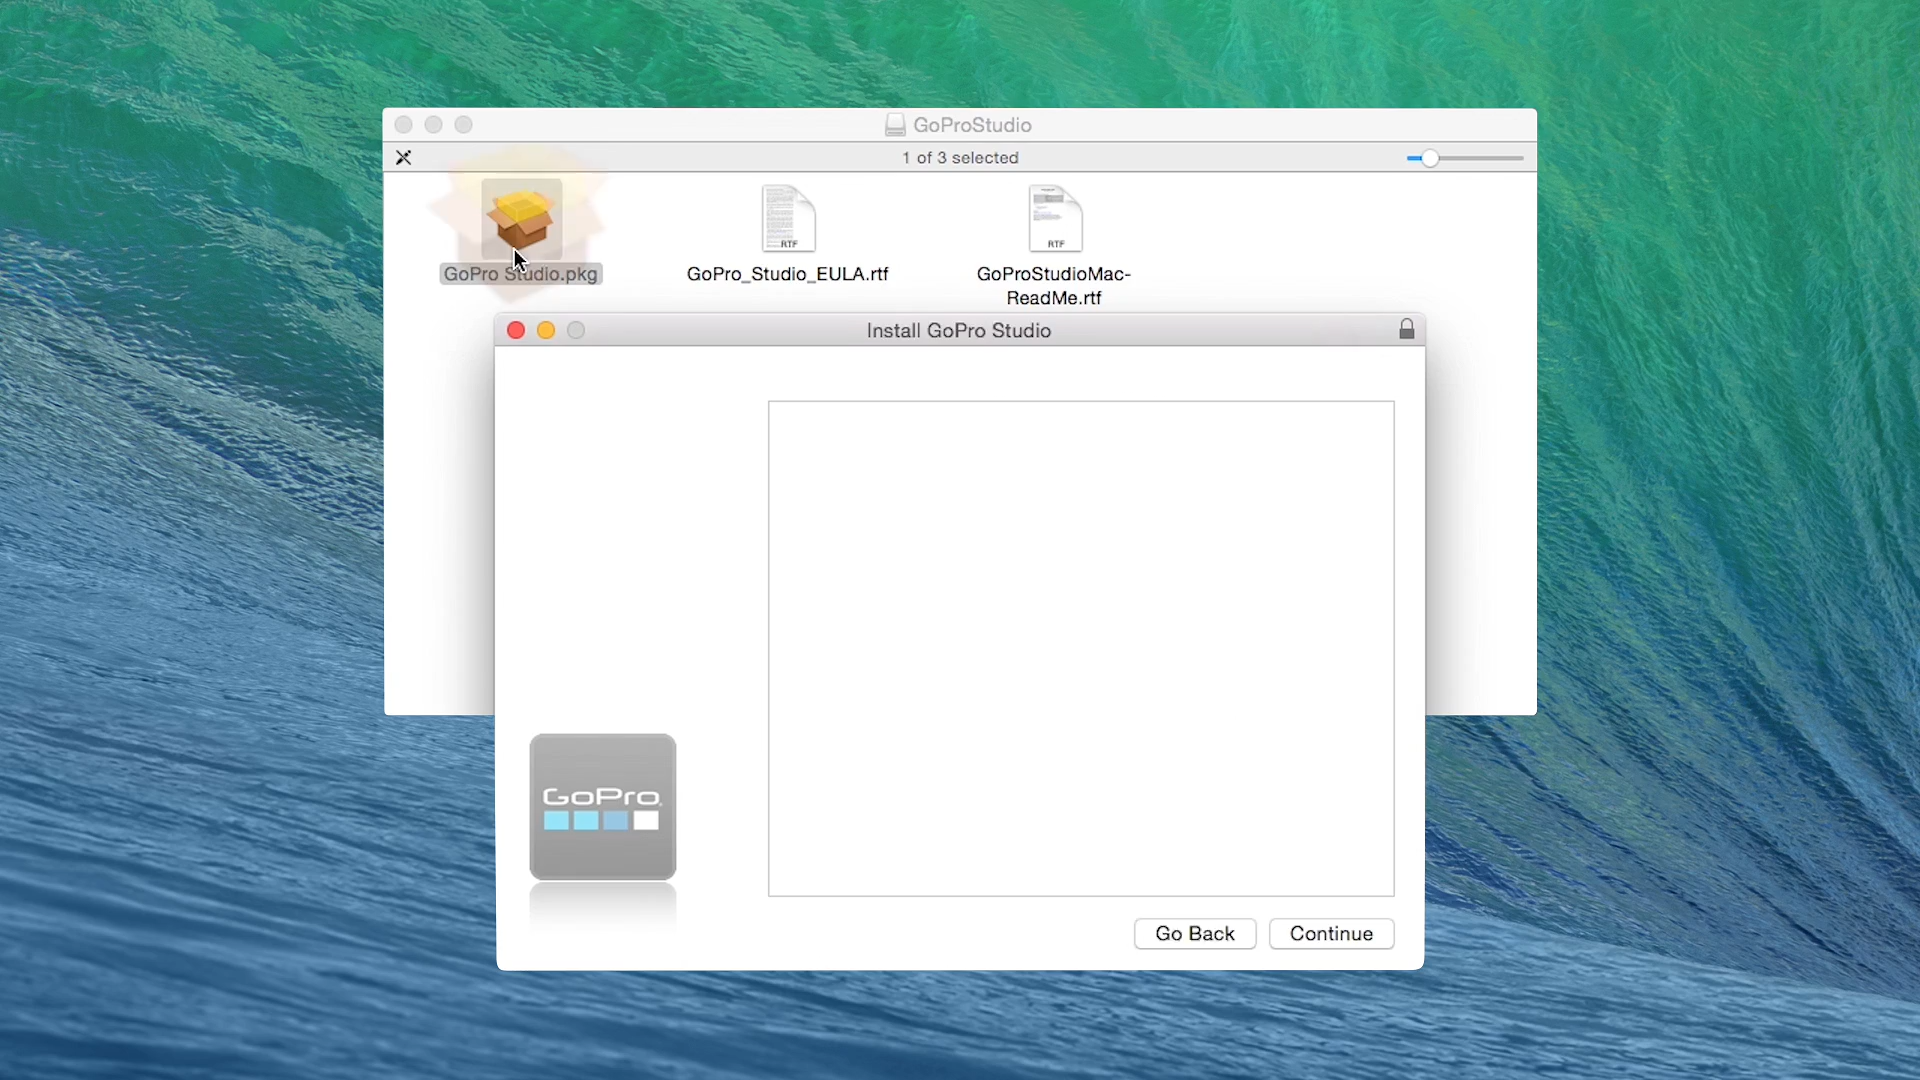 GoProStudio
1 of 3 selected
RTF
RTF
GoPro Studio.pkg
GoPro_Studio_EULA.rtf
GoProStudioMac-
ReadMe.rtf
Install GoPro Studio
GoPro
Go Back
Continue